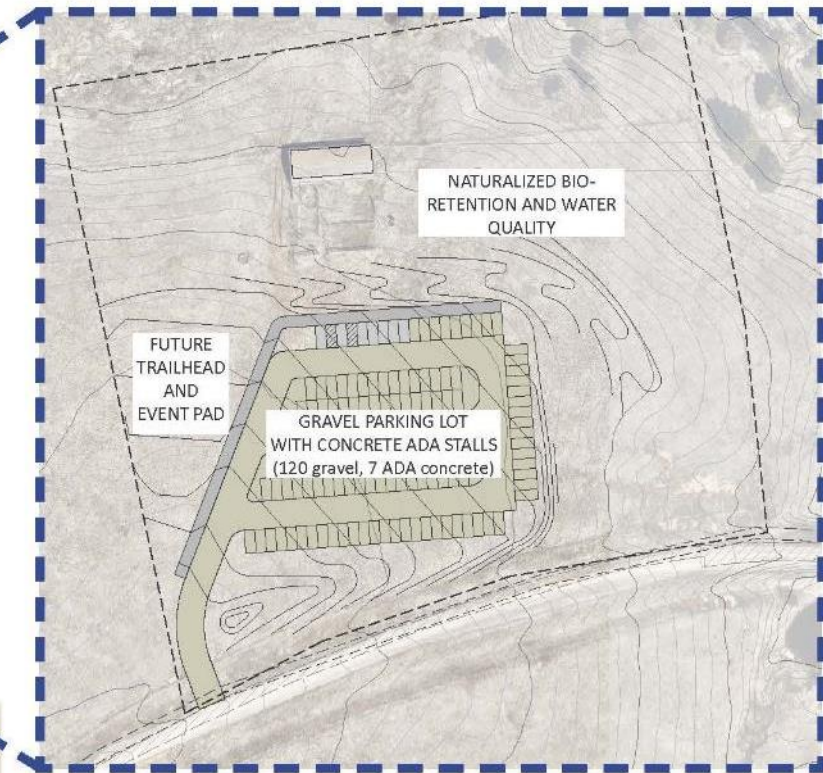 NATURALIZED BIO-
RETENTION AND WATER
QUALITY
FUTURE
TRAILHEAD
AND
EVENT PAD
GRAVEL PARKING LOT
WITH CONCRETE ADA STALLS
(120 gravel, 7 ADA concrete)